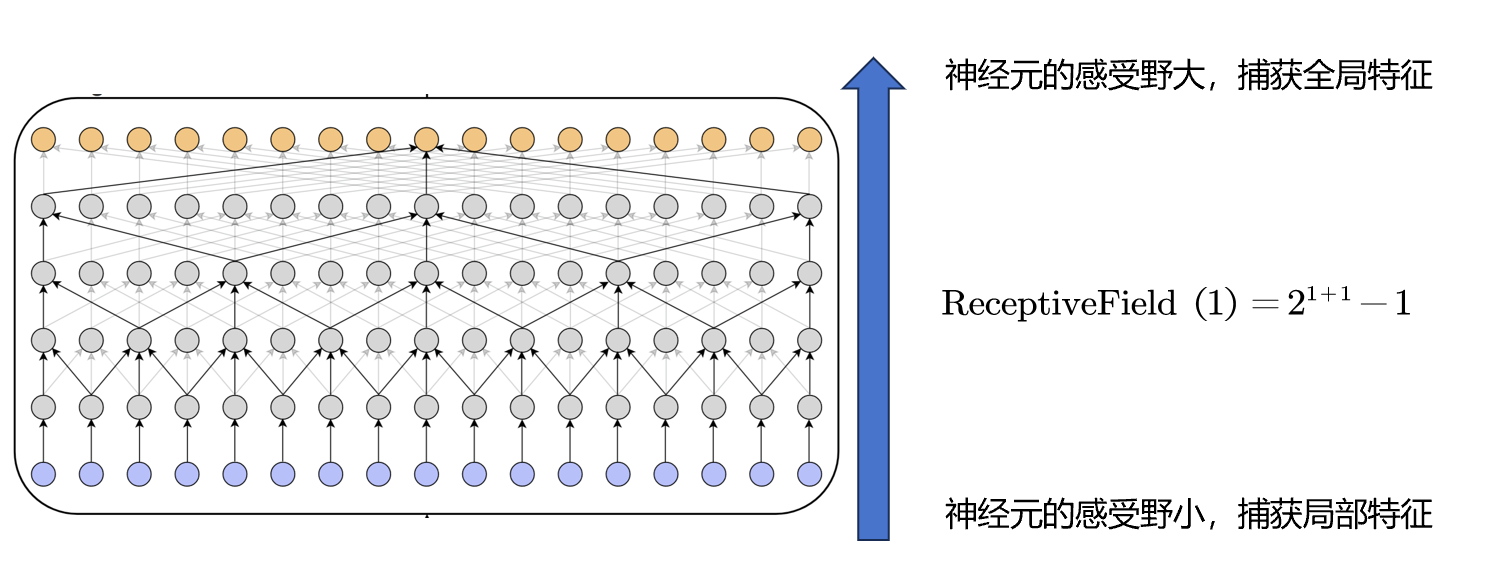 神经元的感受野大，捕获全局特征
ReceptiveField (1) = 2^{1+1} − 1
神经元的感受野小，捕获局部特征